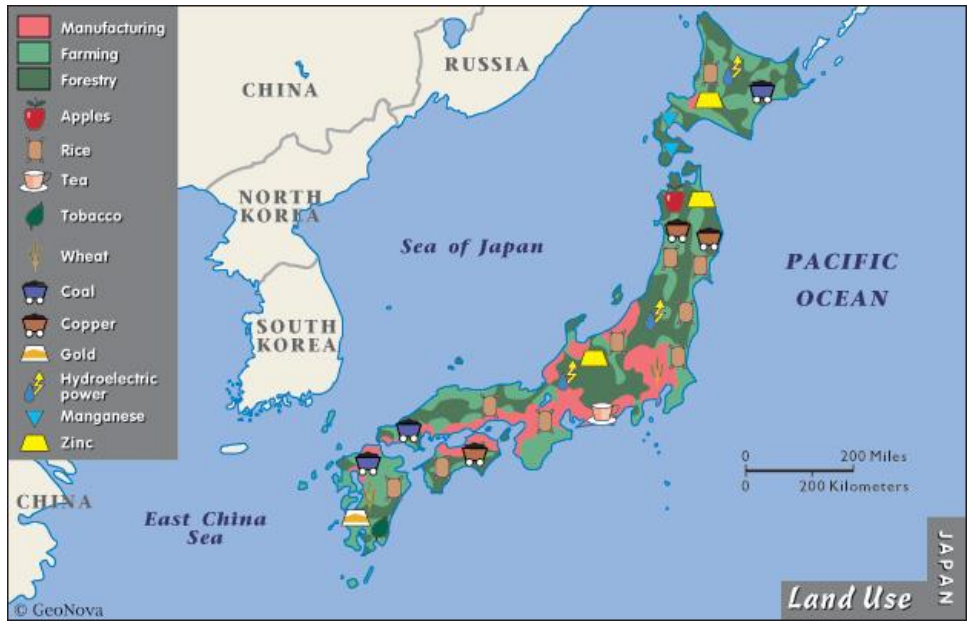 Manufacturing
Farming
Forestry
Apples
Rice
Tea
Tobacco
Wheat
Coal
Copper
Gold
Hydroelectric
power
Manganese
Zinc
RUSSIA
CHINA
NORTH
KOREA
Sea of Japan
PACIFIC
OCEAN
SOUTH
KOREA
CHINA
East China
Sea
0 200 Miles
0 200 Kilometers
JAPAN
Land Use
© GeoNova